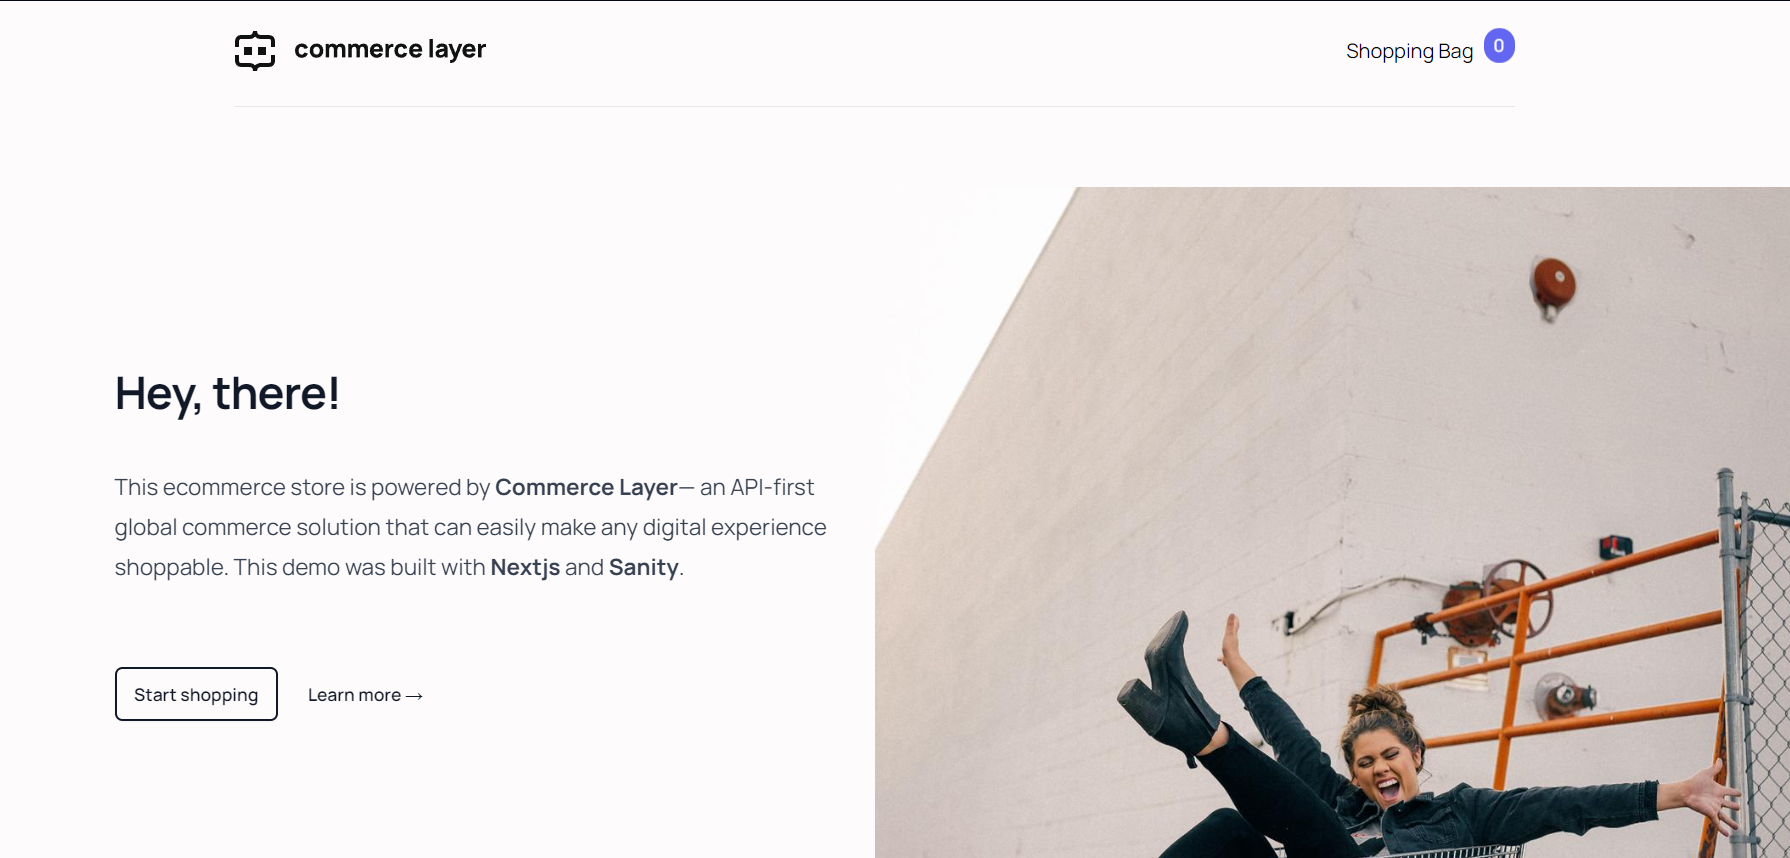 commerce layer
Shopping Bag 0
Hey, there!
This ecommerce store is powered by Commerce Layer— an API-first
global commerce solution that can easily make any digital experience
shoppable. This demo was built with Nextjs and Sanity.
Start shopping
Learn more →